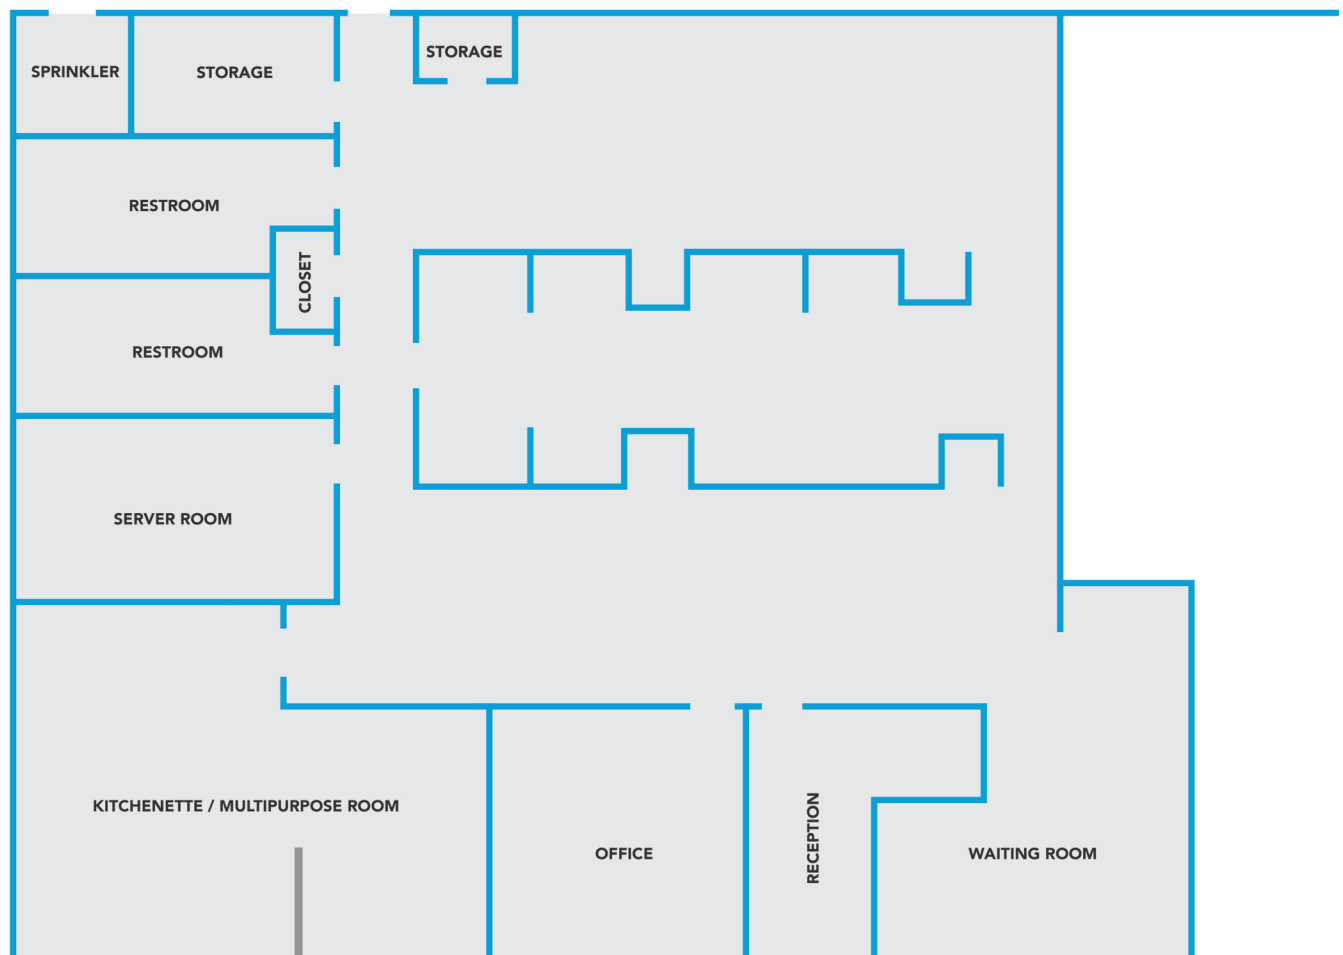 STORAGE
SPRINKLER
STORAGE
RESTROOM
CLOSET
RESTROOM
SERVER ROOM
KITCHENETTE / MULTIPURPOSE ROOM
OFFICE
RECEPTION
WAITING ROOM